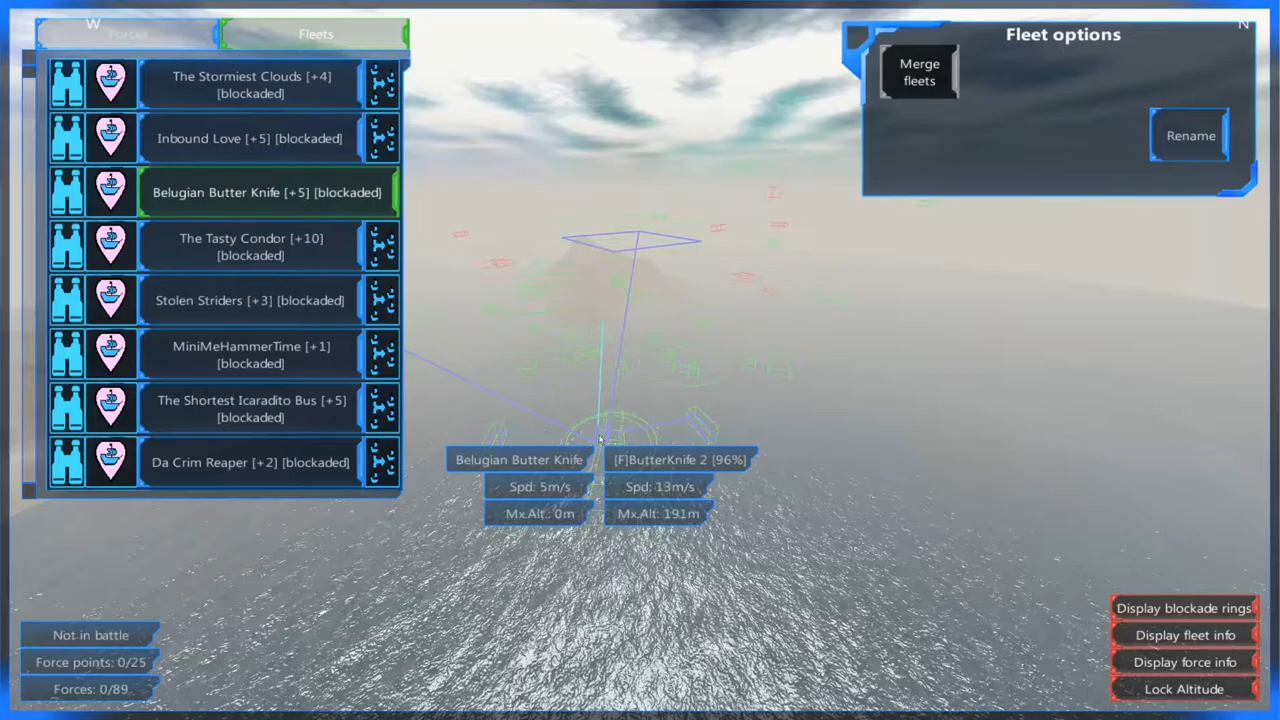 W
N
Forces
Fleets
The Stormiest Clouds [+4]
[blockaded]
Inbound Love [+5] [blockaded]
Belugian Butter Knife [+5] [blockaded]
The Tasty Condor [+10]
[blockaded]
Stolen Striders [+3] [blockaded]
MiniMeHammerTime [+1]
[blockaded]
The Shortest Icaradito Bus [+5]
[blockaded]
Da Crim Reaper [+2] [blockaded]
Fleet options
Merge
fleets
Rename
Belugian Butter Knife
[F]ButterKnife 2 [96%]
Spd: 5m/s
Spd: 13m/s
Mx.Alt.: 0m
Mx.Alt: 191m
Not in battle
Force points: 0/25
Forces: 0/89
Display blockade rings
Display fleet info
Display force info
Lock Altitude